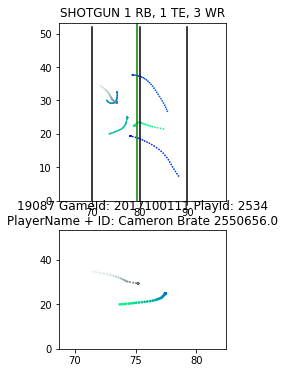 SHOTGUN 1 RB, 1 TE, 3 WR
50
40
30
20
10
0
70 80 90
19087 GameId: 2017100111 PlayId: 2534
PlayerName + ID: Cameron Brate 2550656.0
40
20
0
70 75 80